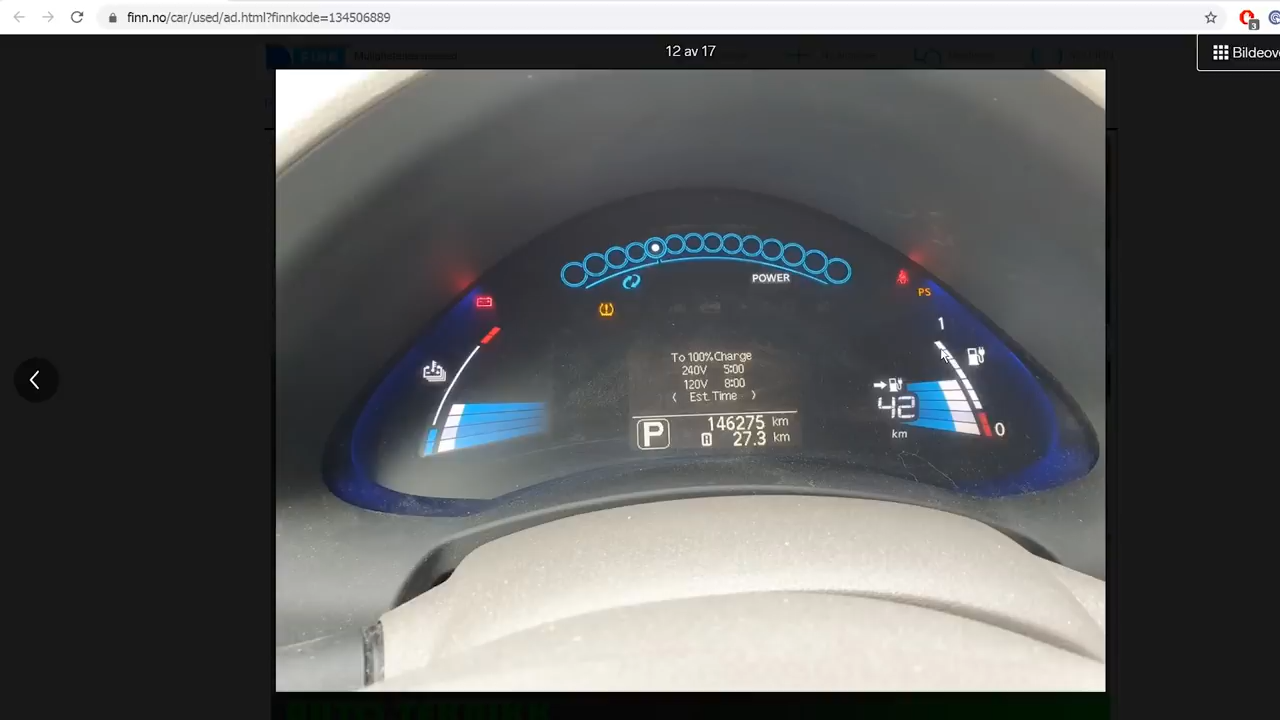 finn.no/car/used/ad.html?finnkode=134506889
12 av 17
Bildeov
POWER
PS
1
To 100% Charge
240V 5:00
120V 8:00
< Est. Time >
42
km
0
P
146275 km
27.3 km